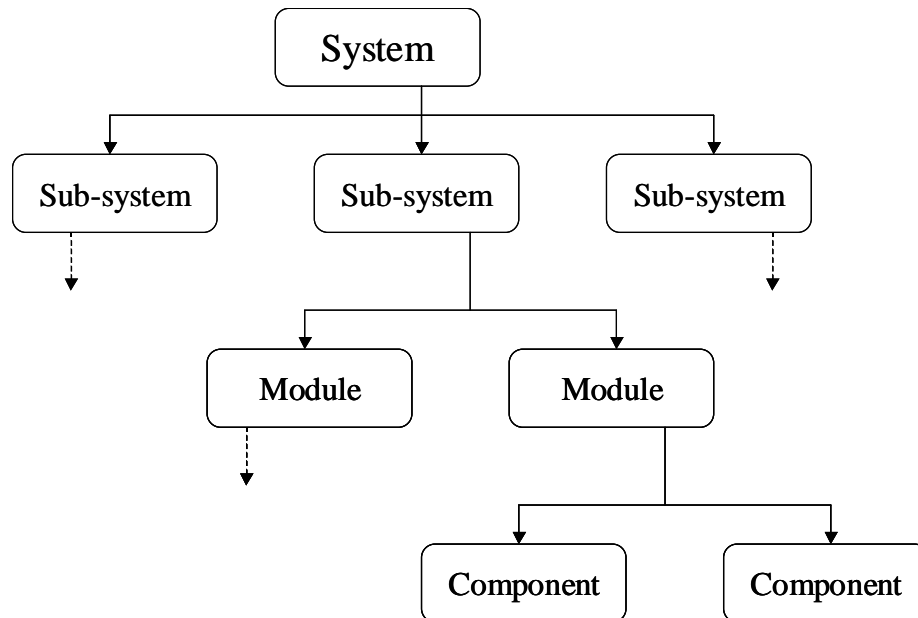 System
Sub-system
Sub-system
Sub-system
Module
Module
Component
Component